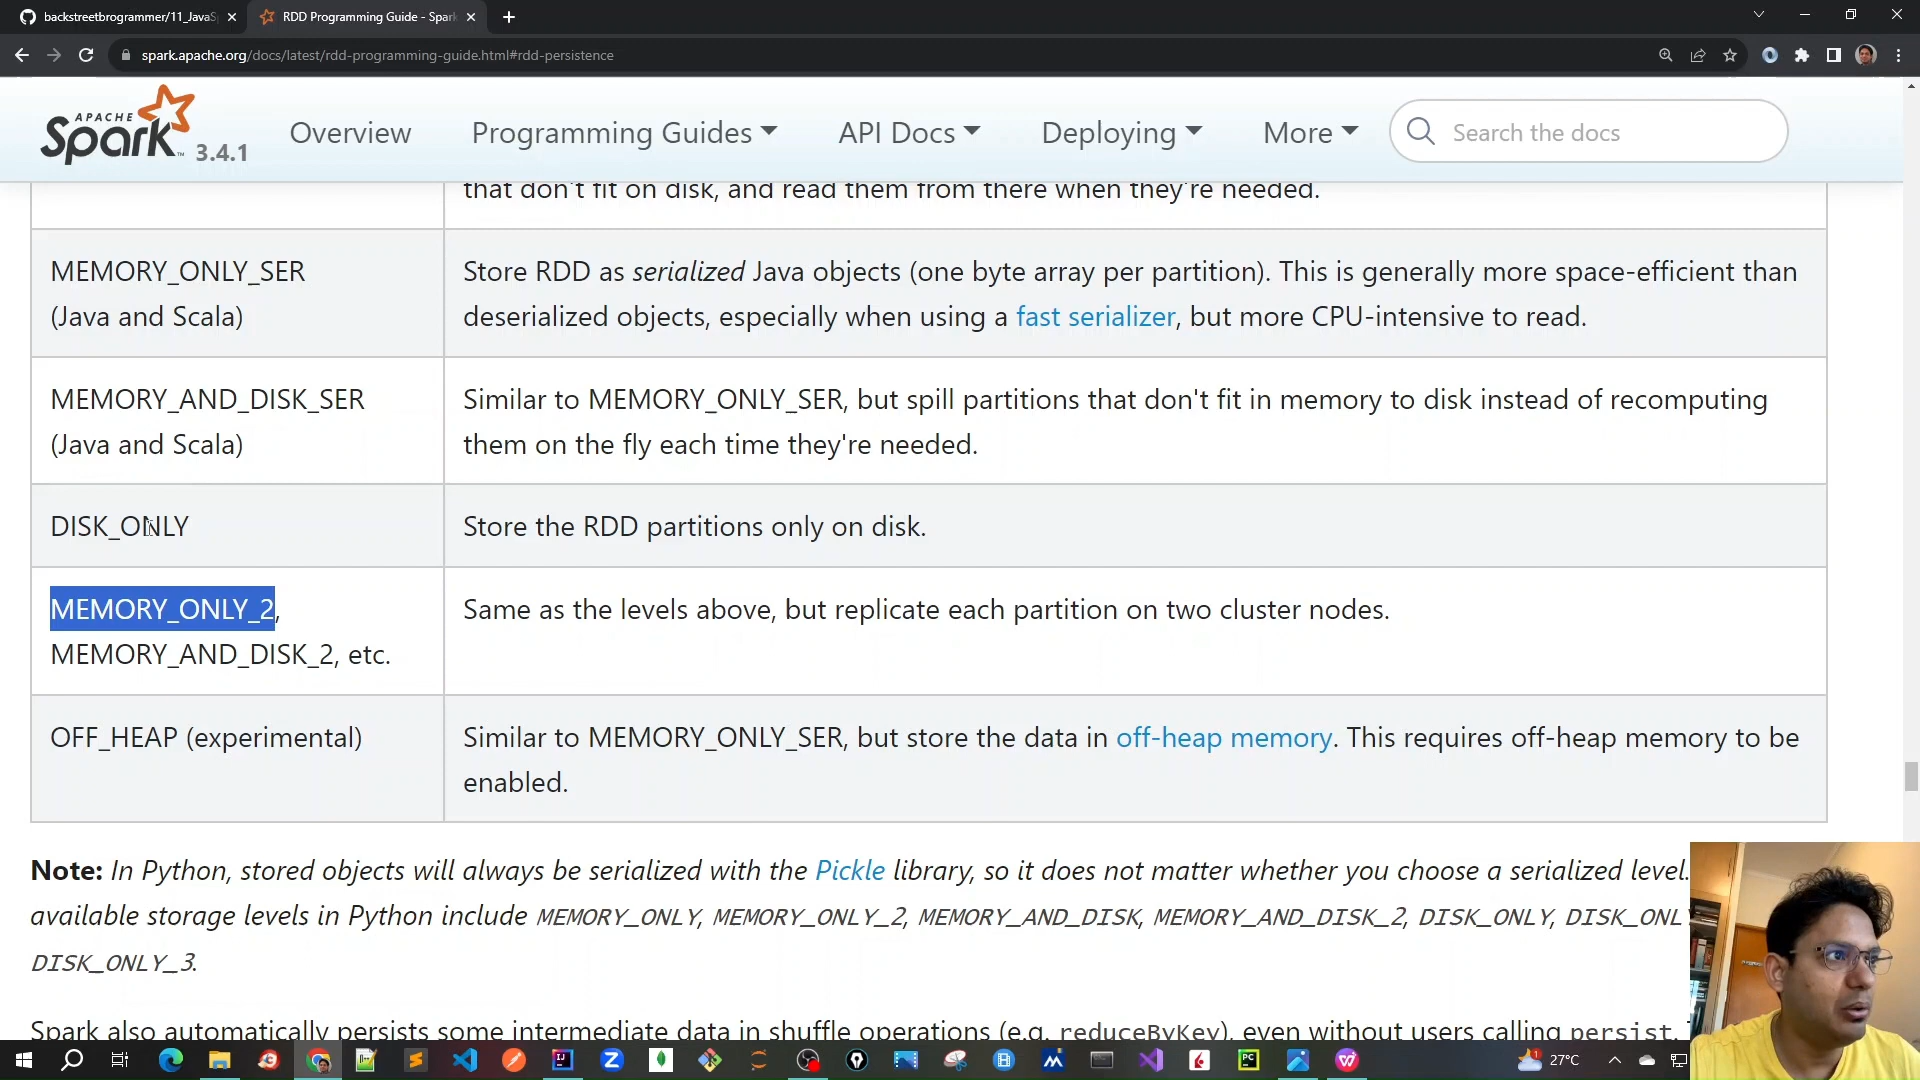 backstreetbrogrammer/11_JavaS
RDD Programming Guide - Spark
spark.apache.org/docs/latest/rdd-programming-guide.html#rdd-persistence
APACHE
Spark 3.4.1
Overview
Programming Guides
API Docs
Deploying
More
Search the docs
that don't fit on disk, and read them from there when they're needed.
MEMORY_ONLY_SER
(Java and Scala)
Store RDD as serialized Java objects (one byte array per partition). This is generally more space-efficient than
deserialized objects, especially when using a fast serializer, but more CPU-intensive to read.
MEMORY_AND_DISK_SER
(Java and Scala)
Similar to MEMORY_ONLY_SER, but spill partitions that don't fit in memory to disk instead of recomputing
them on the fly each time they're needed.
DISK_ONLY
Store the RDD partitions only on disk.
MEMORY_ONLY_2,
MEMORY_AND_DISK_2, etc.
Same as the levels above, but replicate each partition on two cluster nodes.
OFF_HEAP (experimental)
Similar to MEMORY_ONLY_SER, but store the data in off-heap memory. This requires off-heap memory to be
enabled.
Note: In Python, stored objects will always be serialized with the Pickle library, so it does not matter whether you choose a serialized level.
available storage levels in Python include MEMORY_ONLY, MEMORY_ONLY_2, MEMORY_AND_DISK, MEMORY_AND_DISK_2, DISK_ONLY, DISK_ONL
DISK_ONLY_3.
Spark also automatically persists some intermediate data in shuffle operations (e.g. reduceByKey), even without users calling persist.
27°C